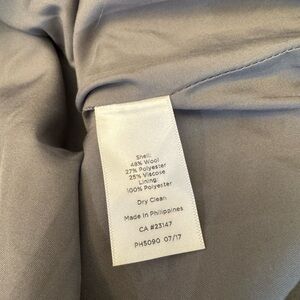 Shell:
48% Wool
27% Polyester
25% Viscose
Lining:
100% Polyester
Dry Clean
Made in Philippines
CA #23147
PH5090 07/17